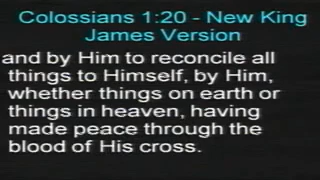 Colossians 1:20 - New King
James Version
and by Him to reconcile all
things to Himself, by Him,
whether things on earth or
things in heaven, having
made peace through the
blood of His cross.